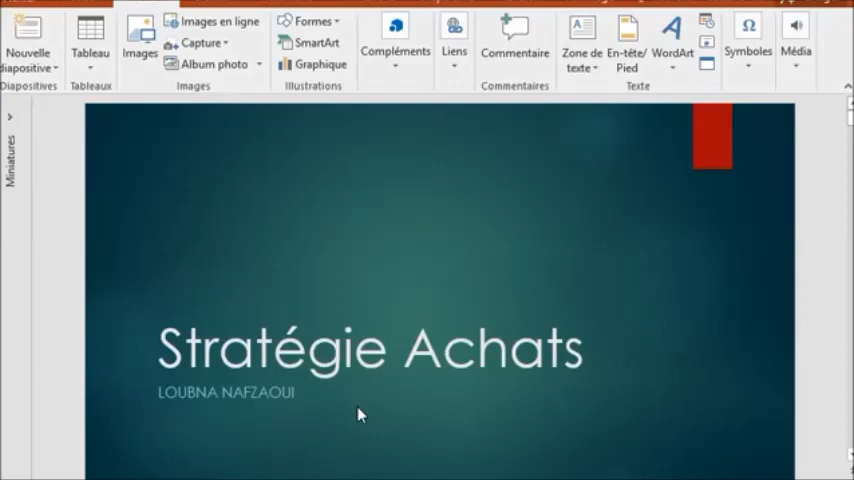 Nouvelle
diapositive
Diapositives
Tableau
Tableaux
Images
Images en ligne
Capture
Album photo
Images
Formes
SmartArt
Graphique
Illustrations
Compléments
Liens
Commentaire
Commentaires
Zone de
texte
En-tête/
Pied
WordArt
Texte
Symboles
Média
Miniatures
Stratégie Achats
LOUBNA NAFZAOUI